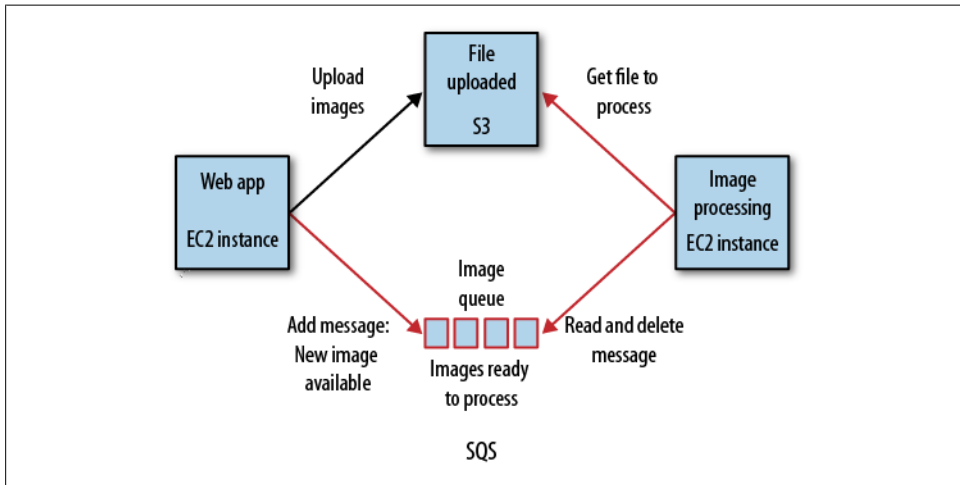 File
uploaded
S3
Upload
images
Get file to
process
Web app
EC2 instance
Image
processing
EC2 instance
Image
queue
Add message:
New image
available
Read and delete
message
Images ready
to process
SQS